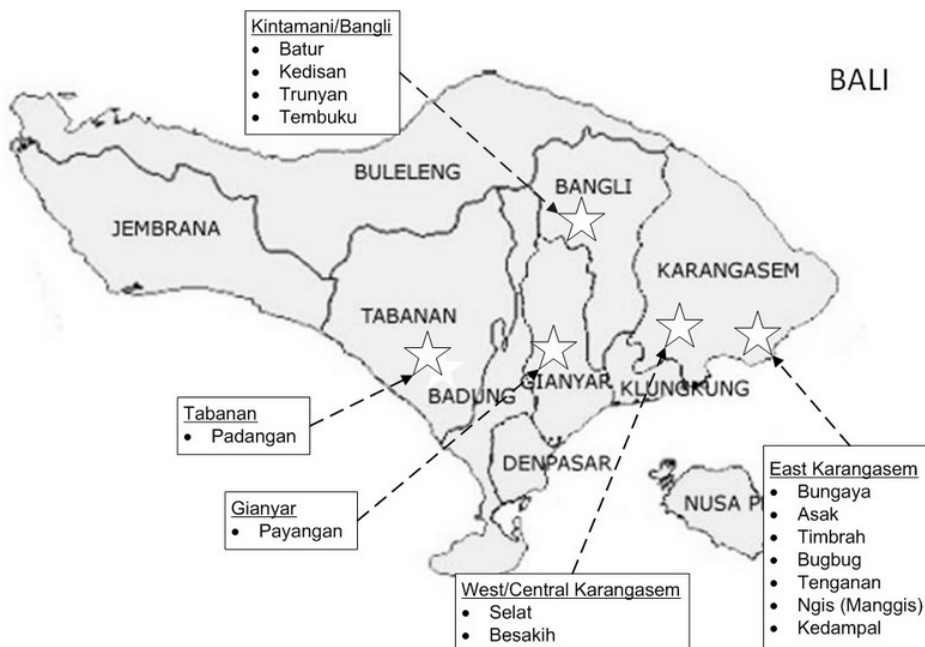 Kintamani/Bangli
• Batur
• Kedisan
• Trunyan
• Tembuku
BALI
BULELENG
BANGLI
JEMBRANA
KARANGASEM
TABANAN
BADUNG
GIANYAR
KLUNGKUNG
Tabanan
• Padangan
DENPASAR
Gianyar
• Payangan
NUSA
East Karangasem
• Bungaya
• Asak
• Timbrah
• Bugbug
• Tenganan
• Ngis (Manggis)
• Kedampal
West/Central Karangasem
• Selat
• Besakih